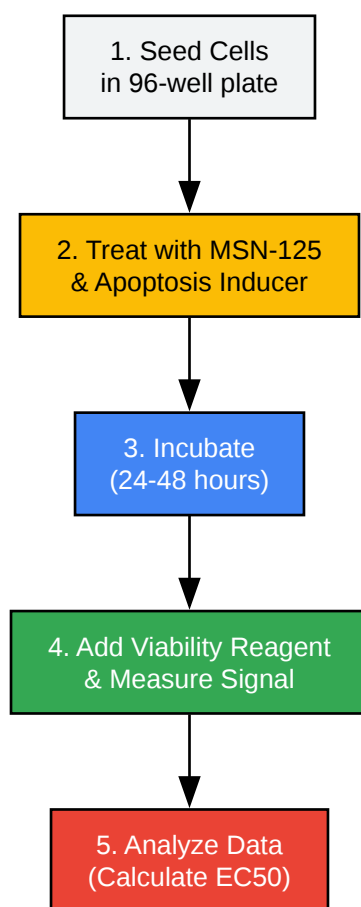 1. Seed Cells
in 96-well plate
2. Treat with MSN-125
& Apoptosis Inducer
3. Incubate
(24-48 hours)
4. Add Viability Reagent
& Measure Signal
5. Analyze Data
(Calculate EC50)